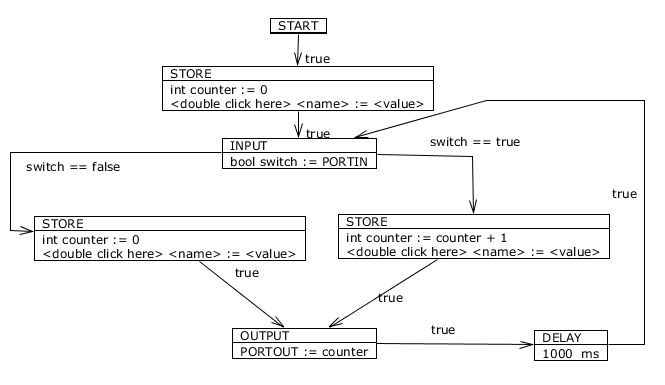 START
true
STORE
int counter := 0
<double click here> <name> := <value>
true
INPUT
bool switch := PORTIN
switch == false
switch == true
true
STORE
int counter := 0
<double click here> <name> := <value>
STORE
int counter := counter + 1
<double click here> <name> := <value>
true
true
OUTPUT
PORTOUT := counter
true
DELAY
1000 ms